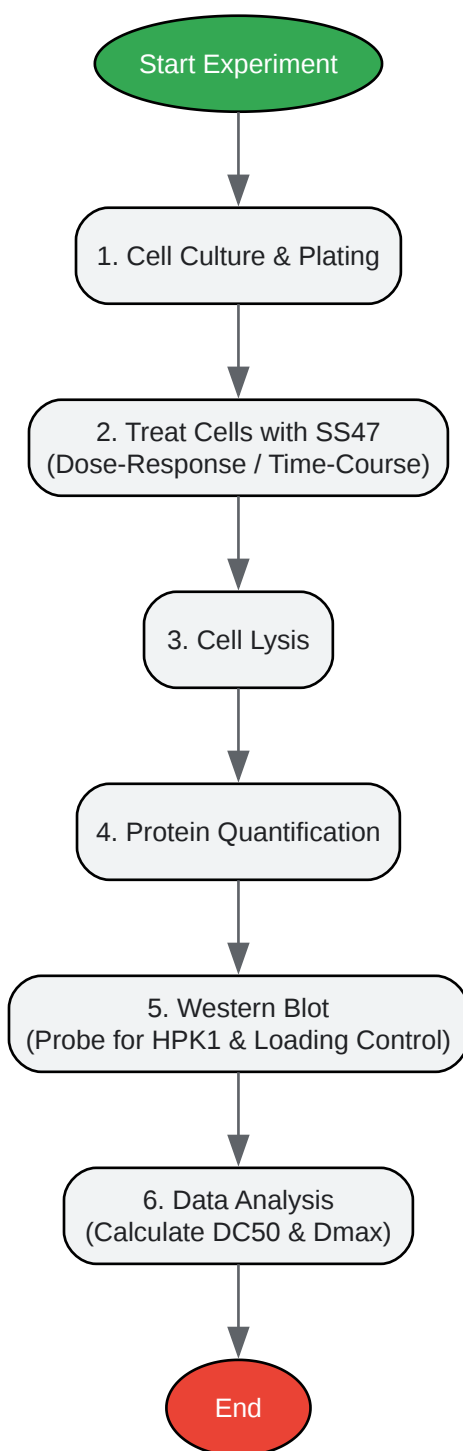 Start Experiment
1. Cell Culture & Plating
2. Treat Cells with SS47
(Dose-Response / Time-Course)
3. Cell Lysis
4. Protein Quantification
5. Western Blot
(Probe for HPK1 & Loading Control)
6. Data Analysis
(Calculate DC50 & Dmax)
End